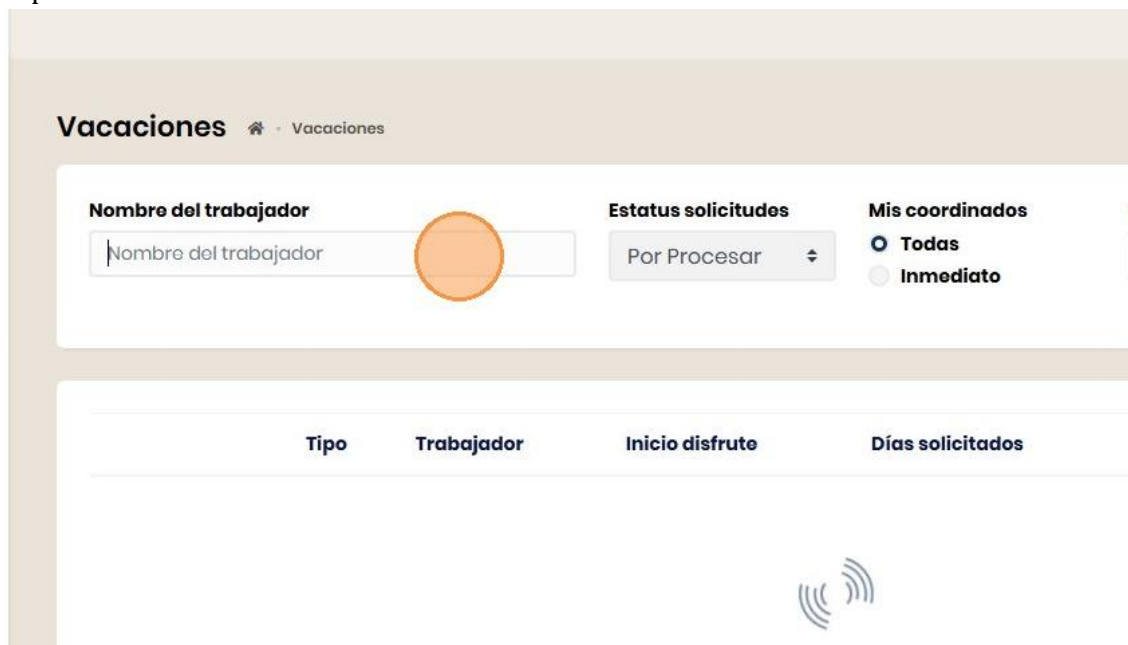 Vacaciones
Vacaciones
Nombre del trabajador
Estatus solicitudes
Mis coordinados
Nombre del trabajador
Por Procesar
Todas
Inmediato
Tipo
Trabajador
Inicio disfrute
Días solicitados